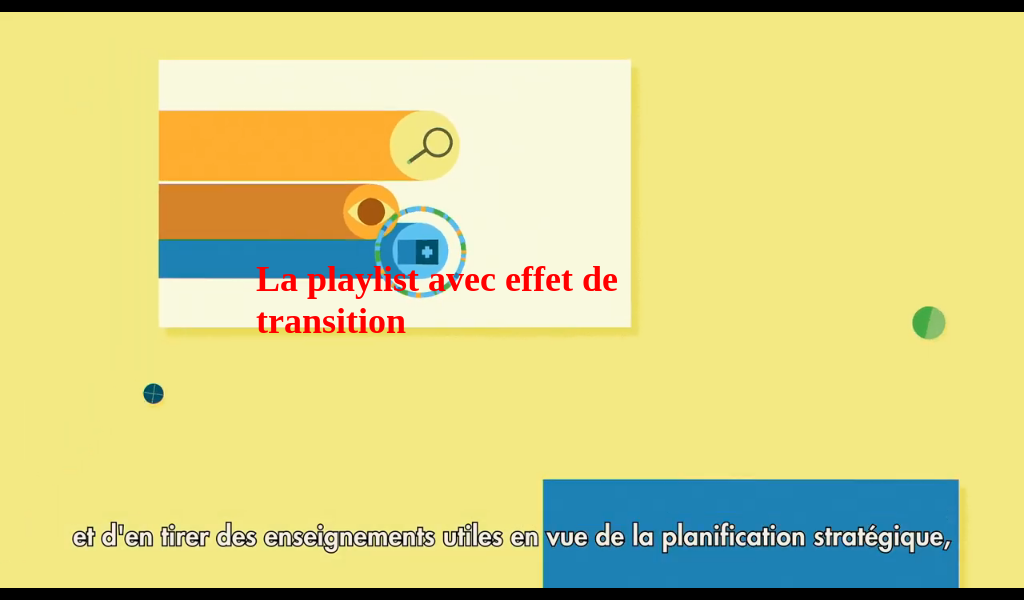 La playlist avec effet de
transition
et d'en tirer des enseignements utiles en vue de la planification stratégique,